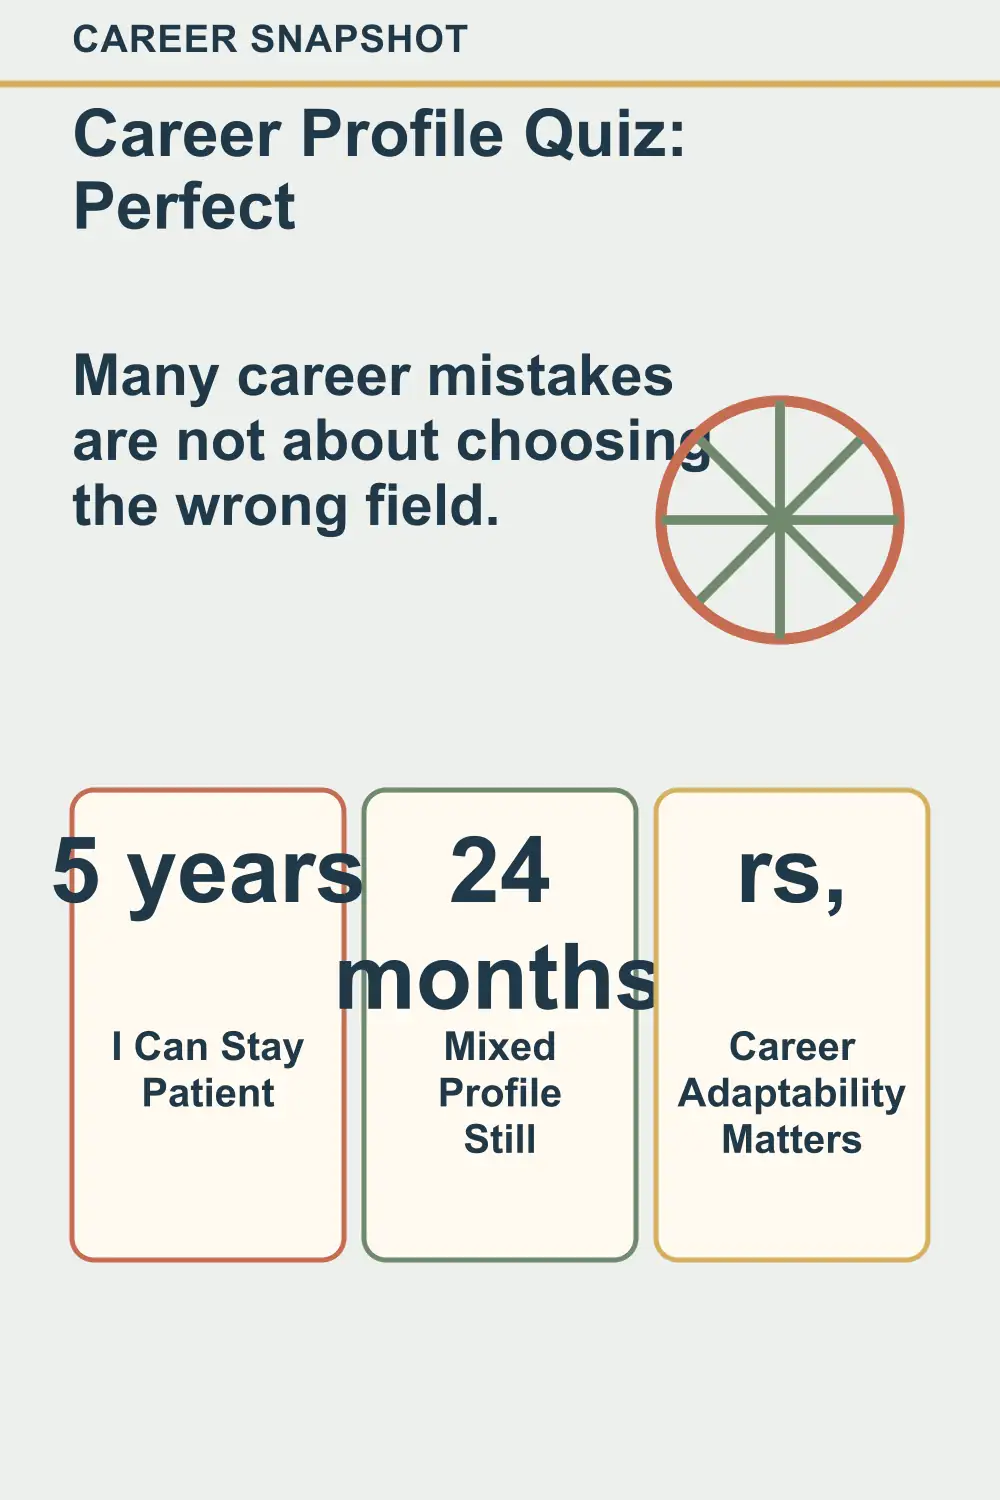 CAREER SNAPSHOT
Career Profile Quiz:
Perfect
Many career mistakes
are not about choosing
the wrong field.
5 years
I Can Stay
Patient
24
months
Mixed
Profile
Still
rs,
Career
Adaptability
Matters